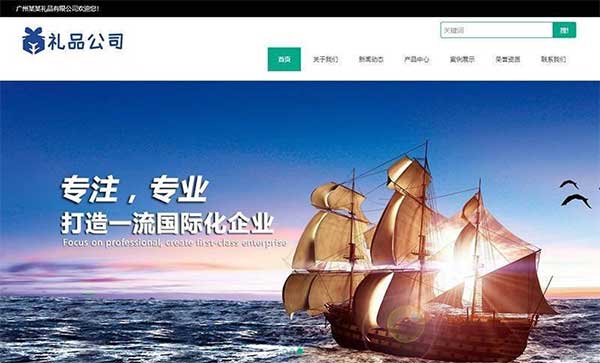 广州某某礼品有限公司欢迎您!
礼品公司
关键词
搜!
首页
关于我们
新闻动态
产品中心
案例展示
荣誉资质
联系我们
专注，专业
打造一流国际化企业
Focus on professional, create first-class enterprise